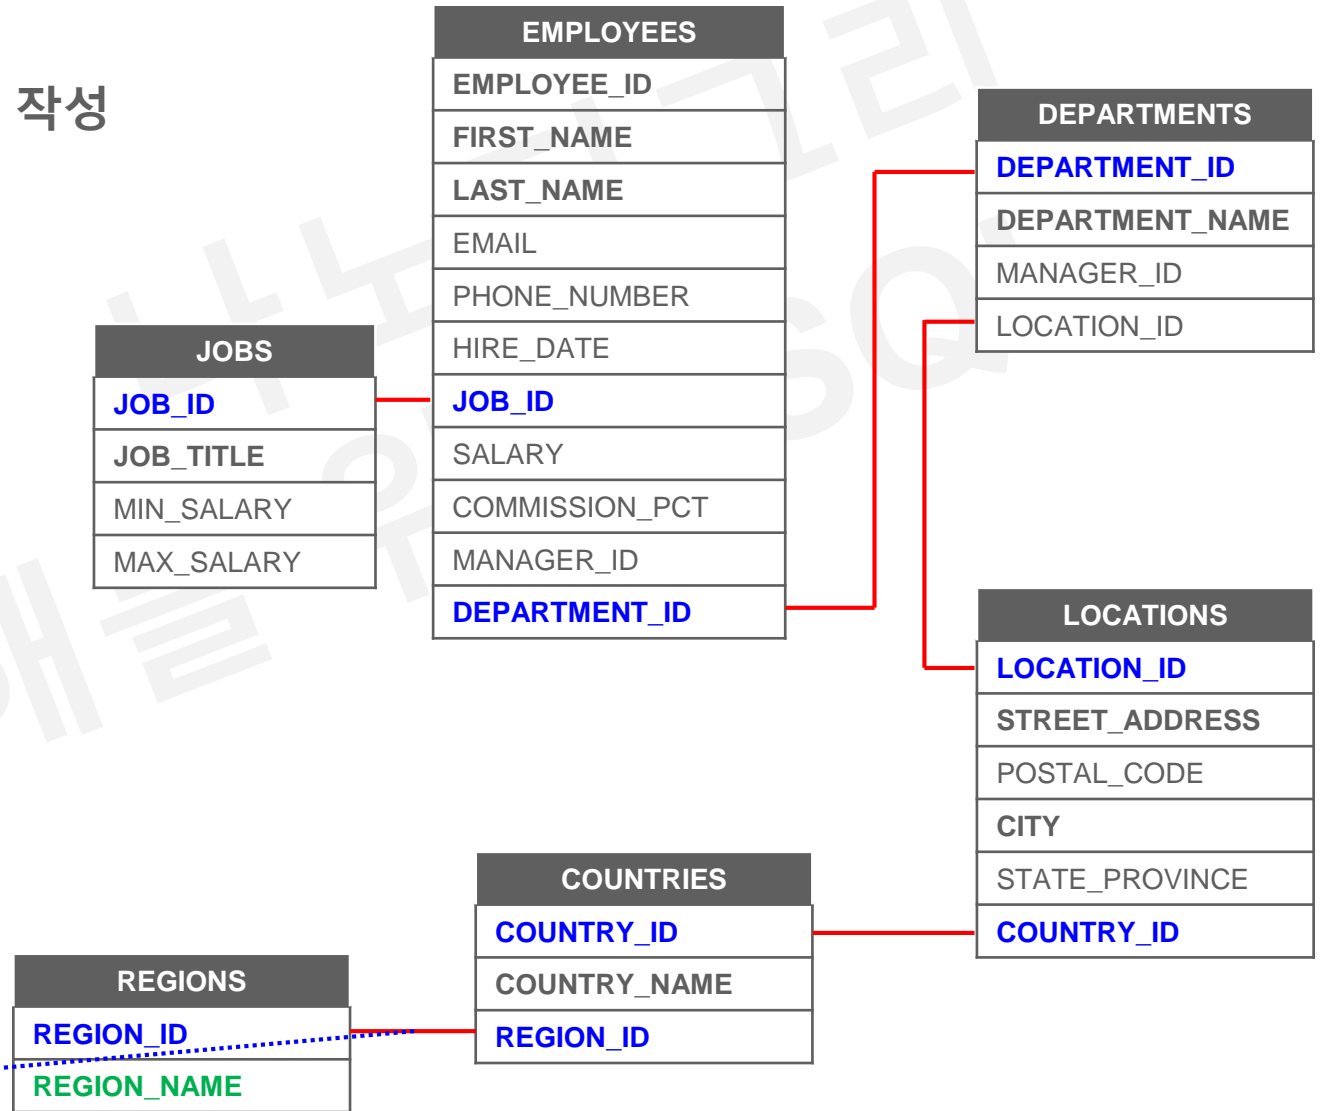 작성
EMPLOYEES
EMPLOYEE_ID
FIRST_NAME
LAST_NAME
EMAIL
PHONE_NUMBER
HIRE_DATE
JOB_ID
SALARY
COMMISSION_PCT
MANAGER_ID
DEPARTMENT_ID
DEPARTMENTS
DEPARTMENT_ID
DEPARTMENT_NAME
MANAGER_ID
LOCATION_ID
JOBS
JOB_ID
JOB_TITLE
MIN_SALARY
MAX_SALARY
LOCATIONS
LOCATION_ID
STREET_ADDRESS
POSTAL_CODE
CITY
STATE_PROVINCE
COUNTRY_ID
COUNTRIES
COUNTRY_ID
COUNTRY_NAME
REGION_ID
REGIONS
REGION_ID
REGION_NAME